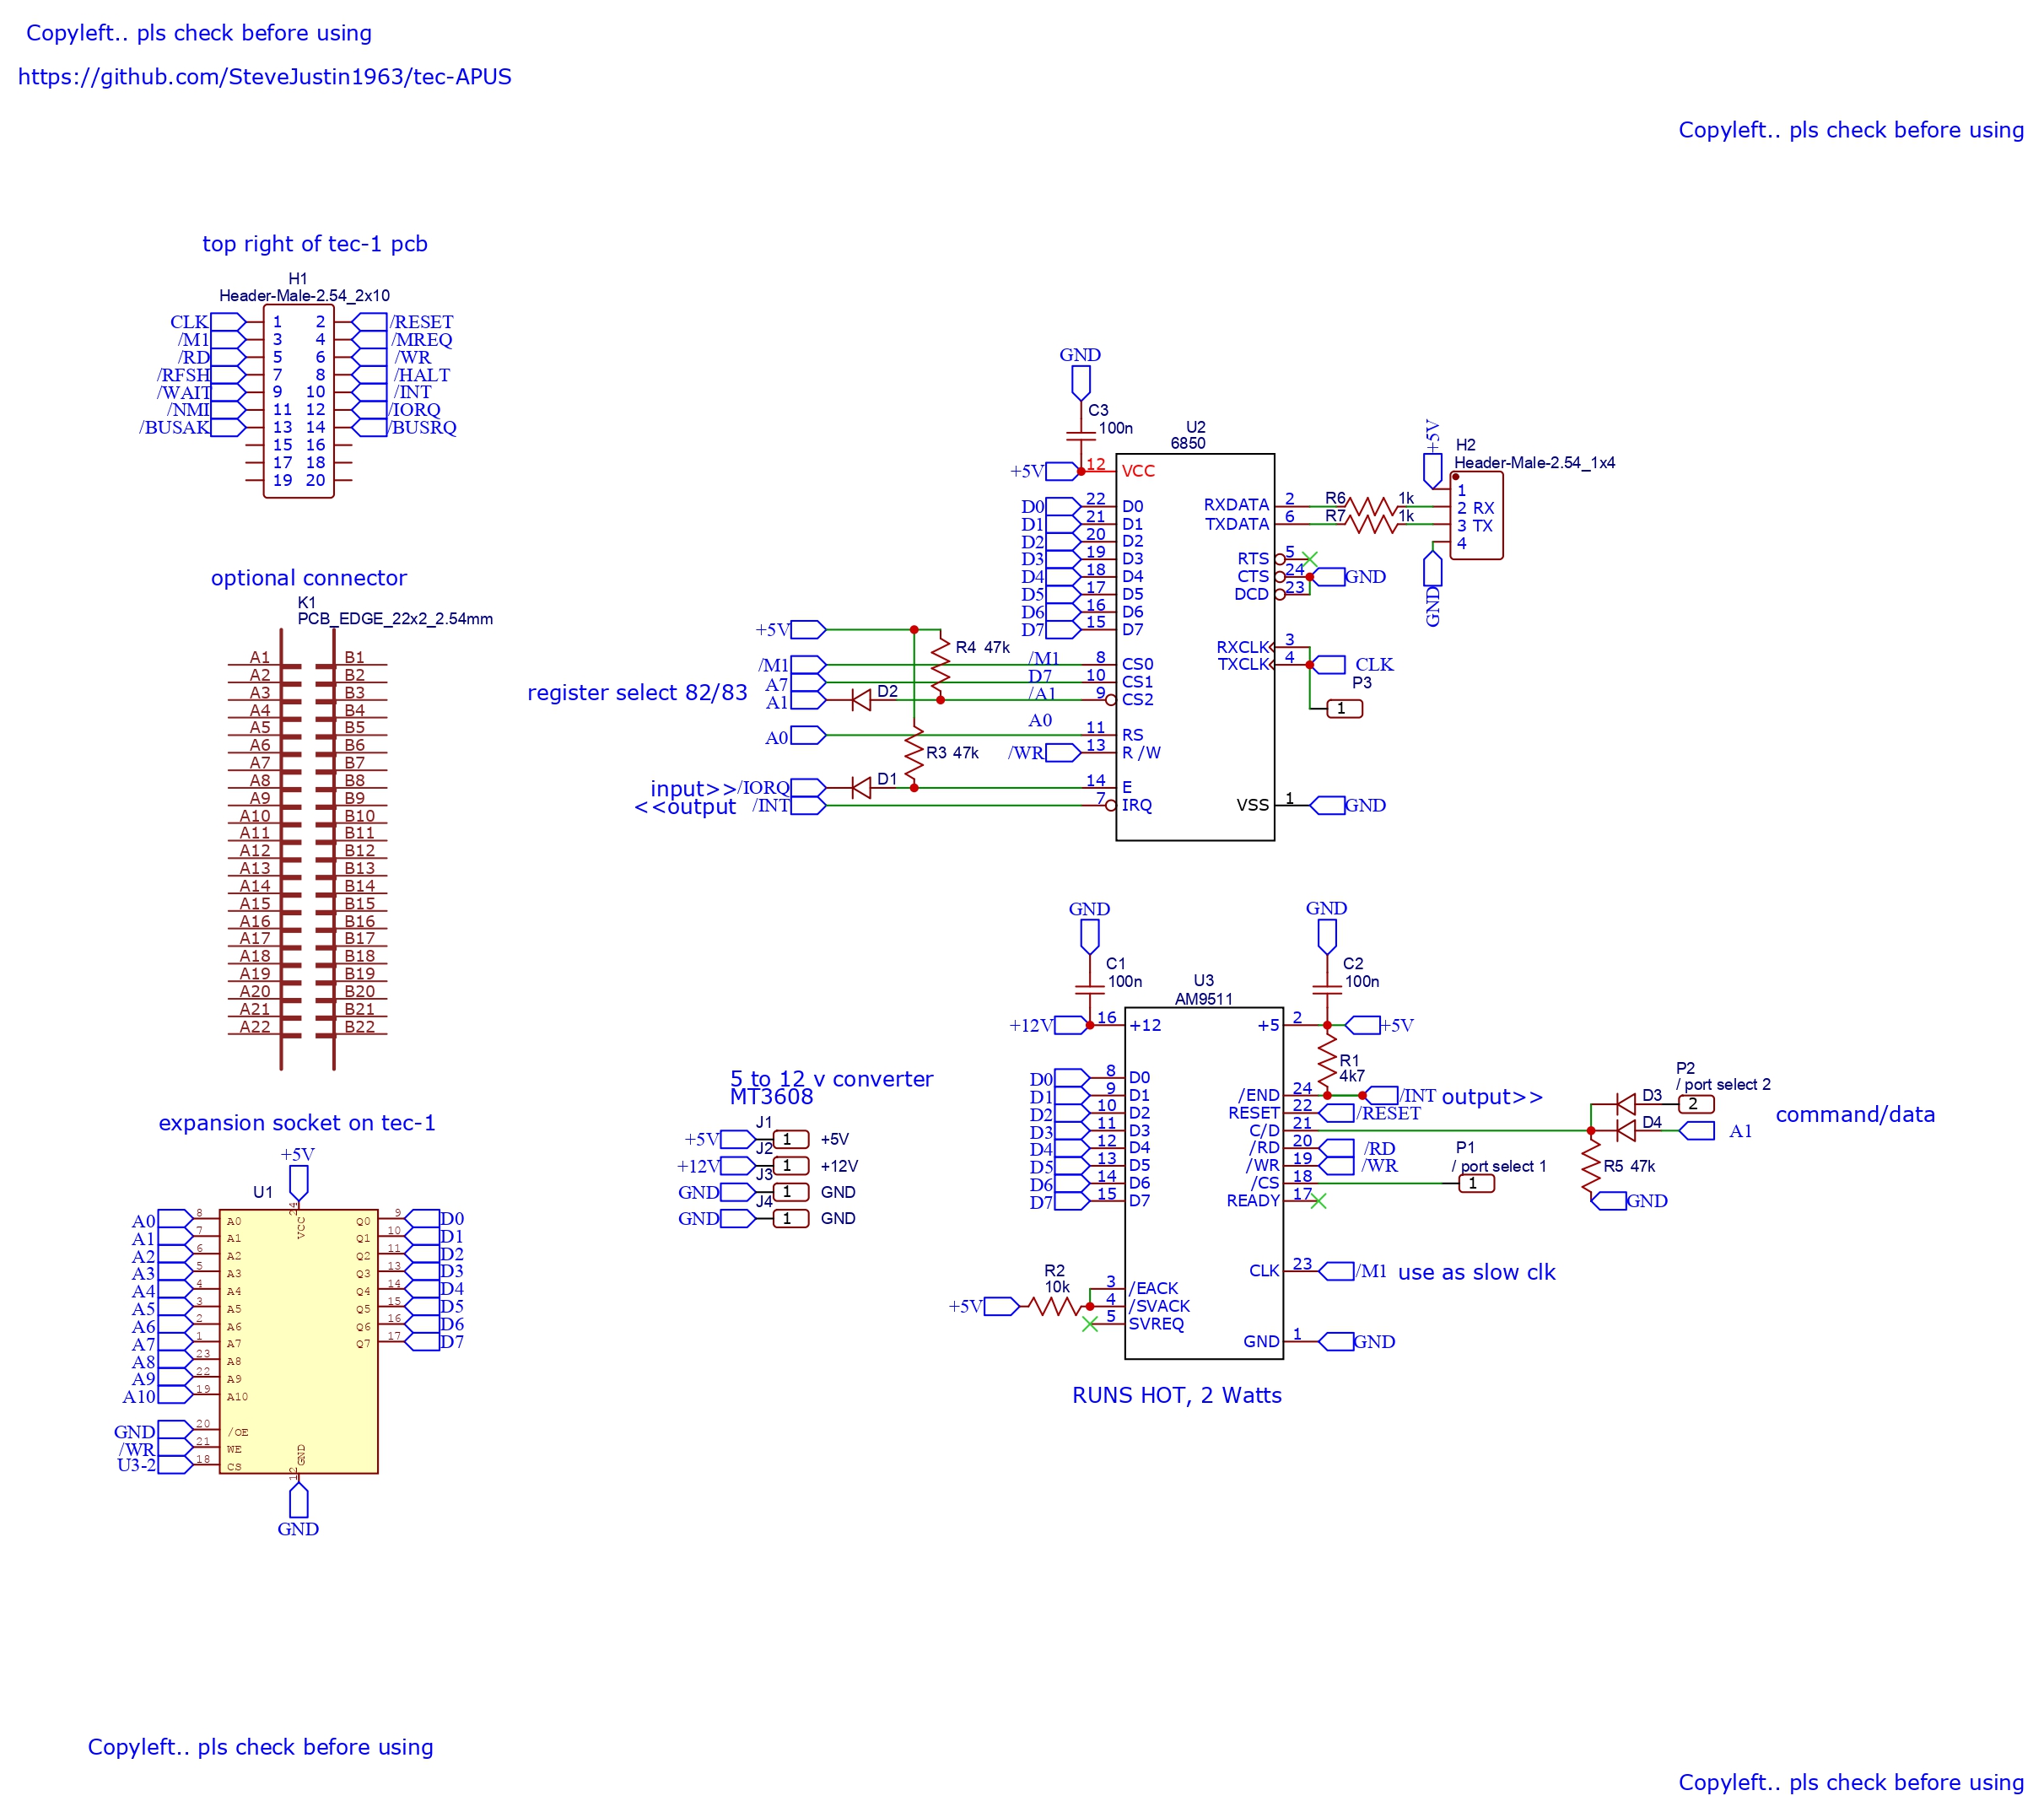 Copyleft.. pls check before using
https://github.com/SteveJustin1963/tec-APUS
Copyleft.. pls check before using
top right of tec-1 pcb
H1
Header-Male-2.54_2x10
CLK 1 2 /RESET
/M1 3 4 /MREQ
/RD 5 6 /WR
/RFSH 7 8 /HALT
/WAIT 9 10 /INT
/NMI 11 12 /IORQ
/BUSAK 13 14 /BUSRQ
15 16
17 18
19 20
optional connector
K1
PCB_EDGE_22x2_2.54mm
A1 B1
A2 B2
A3 B3
A4 B4
A5 B5
A6 B6
A7 B7
A8 B8
A9 B9
A10 B10
A11 B11
A12 B12
A13 B13
A14 B14
A15 B15
A16 B16
A17 B17
A18 B18
A19 B19
A20 B20
A21 B21
A22 B22
expansion socket on tec-1
+5V
U1
24 VCC
A0 8 A0 Q0 9 D0
A1 7 A1 Q1 10 D1
A2 6 A2 Q2 11 D2
A3 5 A3 Q3 13 D3
A4 4 A4 Q4 14 D4
A5 3 A5 Q5 15 D5
A6 2 A6 Q6 16 D6
A7 1 A7 Q7 17 D7
A8 23 A8
A9 22 A9
A10 19 A10
GND 20 /OE
/WR 21 WE
U3-2 18 CS
12 GND
GND
GND
C3
100n
U2
6850
+5V 12 VCC
D0 22 D0
D1 21 D1
D2 20 D2
D3 19 D3
D4 18 D4
D5 17 D5
D6 16 D6
D7 15 D7
+5V
R4 47k
/M1 /M1 8 CS0
A7 D7 10 CS1
register select 82/83
A1 D2 /A1 9 CS2
A0 A0 11 RS
R3 47k
/WR 13 R /W
input>> /IORQ D1 14 E
<<output /INT 7 IRQ
RXDATA 2 R6 1k
TXDATA 6 R7 1k
RTS 5
CTS 24 GND
DCD 23
RXCLK 3
TXCLK 4 CLK
P3
1
VSS 1 GND
+5V
H2
Header-Male-2.54_1x4
1
2 RX
3 TX
4
GND
5 to 12 v converter
MT3608
J1
+5V 1 +5V
J2
+12V 1 +12V
J3
GND 1 GND
J4
GND 1 GND
GND
C1
100n
GND
C2
100n
U3
AM9511
+12V 16 +12
D0 8 D0
D1 9 D1
D2 10 D2
D3 11 D3
D4 12 D4
D5 13 D5
D6 14 D6
D7 15 D7
R2
10k
3 /EACK
+5V 4 /SVACK
5 SVREQ
+5 2 +5V
R1
4k7
/END 24 /INT output>>
RESET 22 /RESET
C/D 21
/RD 20 /RD
/WR 19 /WR
/CS 18
READY 17
P1
/ port select 1
1
CLK 23 /M1 use as slow clk
GND 1 GND
P2
/ port select 2
D3 2
D4 A1
command/data
R5 47k
GND
RUNS HOT, 2 Watts
Copyleft.. pls check before using
Copyleft.. pls check before using